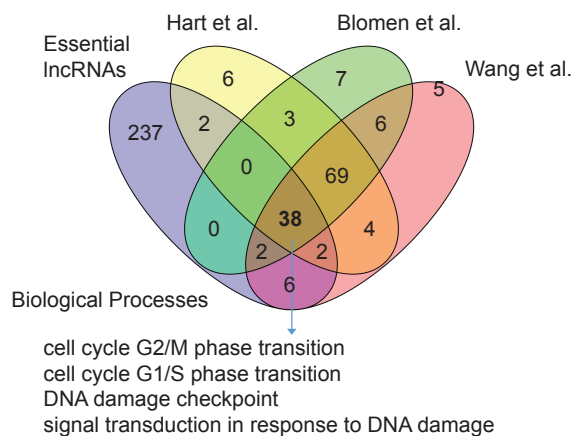 Hart et al.
Blomen et al.
Essential
lncRNAs
Wang et al.
6
7
5
237
2
3
6
0
69
0
38
4
2
2
6
Biological Processes
cell cycle G2/M phase transition
cell cycle G1/S phase transition
DNA damage checkpoint
signal transduction in response to DNA damage